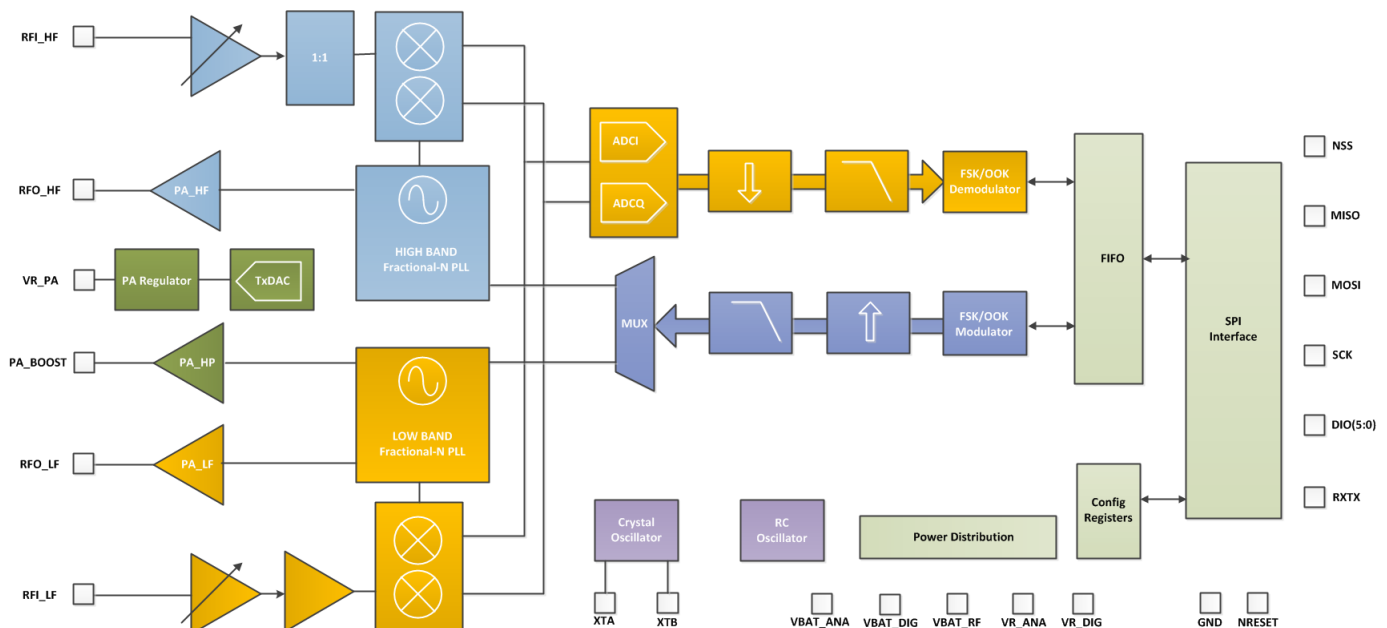 RFI_HF
1:1
ADCI
ADCQ
FSK/OOK
Demodulator
NSS
MISO
RFO_HF
PA_HF
HIGH BAND
Fractional-N PLL
VR_PA
PA Regulator
TxDAC
MUX
FSK/OOK
Modulator
FIFO
SPI
Interface
MOSI
SCK
PA_BOOST
PA_HP
LOW BAND
Fractional-N PLL
RFO_LF
PA_LF
DIO(5:0)
RXTX
Crystal
Oscillator
RC
Oscillator
Power Distribution
Config
Registers
RFI_LF
XTA
XTB
VBAT_ANA
VBAT_DIG
VBAT_RF
VR_ANA
VR_DIG
GND
NRESET